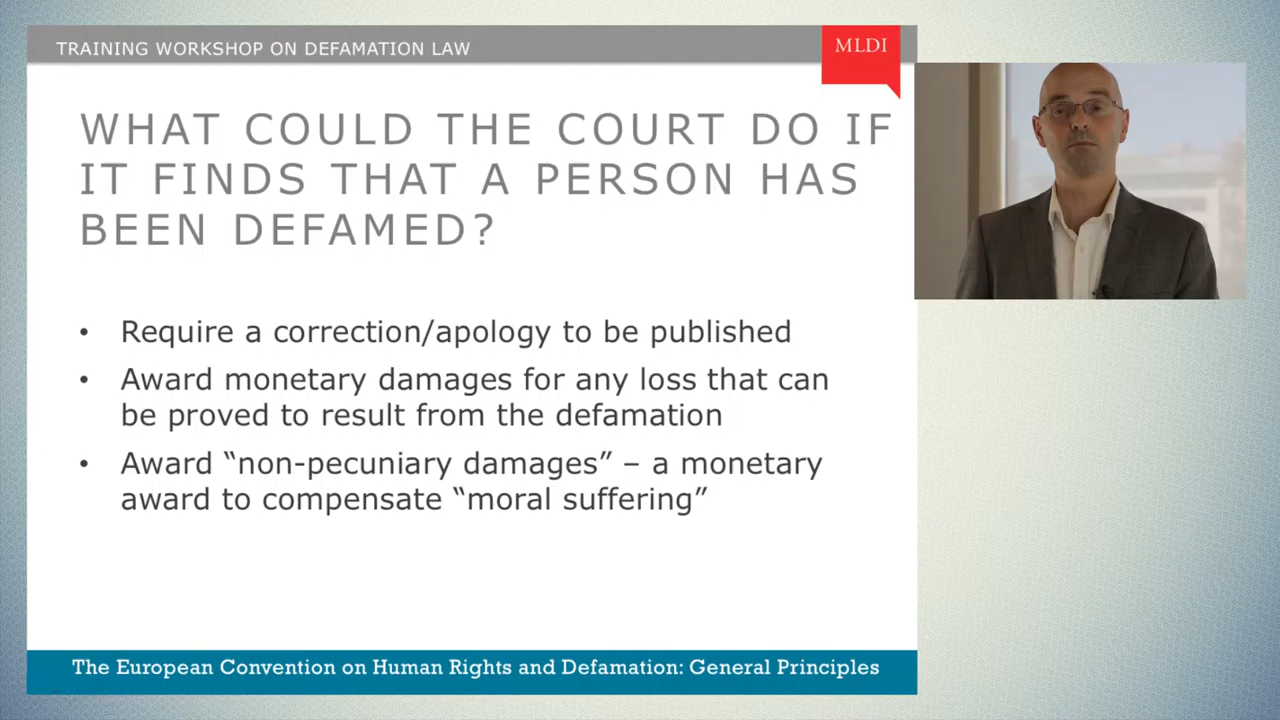 TRAINING WORKSHOP ON DEFAMATION LAW
MLDI
WHAT COULD THE COURT DO IF
IT FINDS THAT A PERSON HAS
BEEN DEFAMED?
• Require a correction/apology to be published
• Award monetary damages for any loss that can
be proved to result from the defamation
• Award “non-pecuniary damages” – a monetary
award to compensate “moral suffering”
The European Convention on Human Rights and Defamation: General Principles